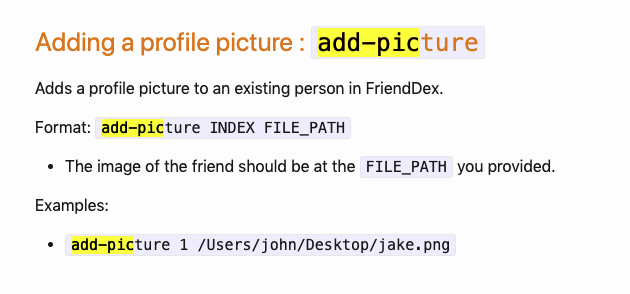 Adding a profile picture : add-picture
Adds a profile picture to an existing person in FriendDex.
Format: add-picture INDEX FILE_PATH
• The image of the friend should be at the FILE_PATH you provided.
Examples:
• add-picture 1 /Users/john/Desktop/jake.png